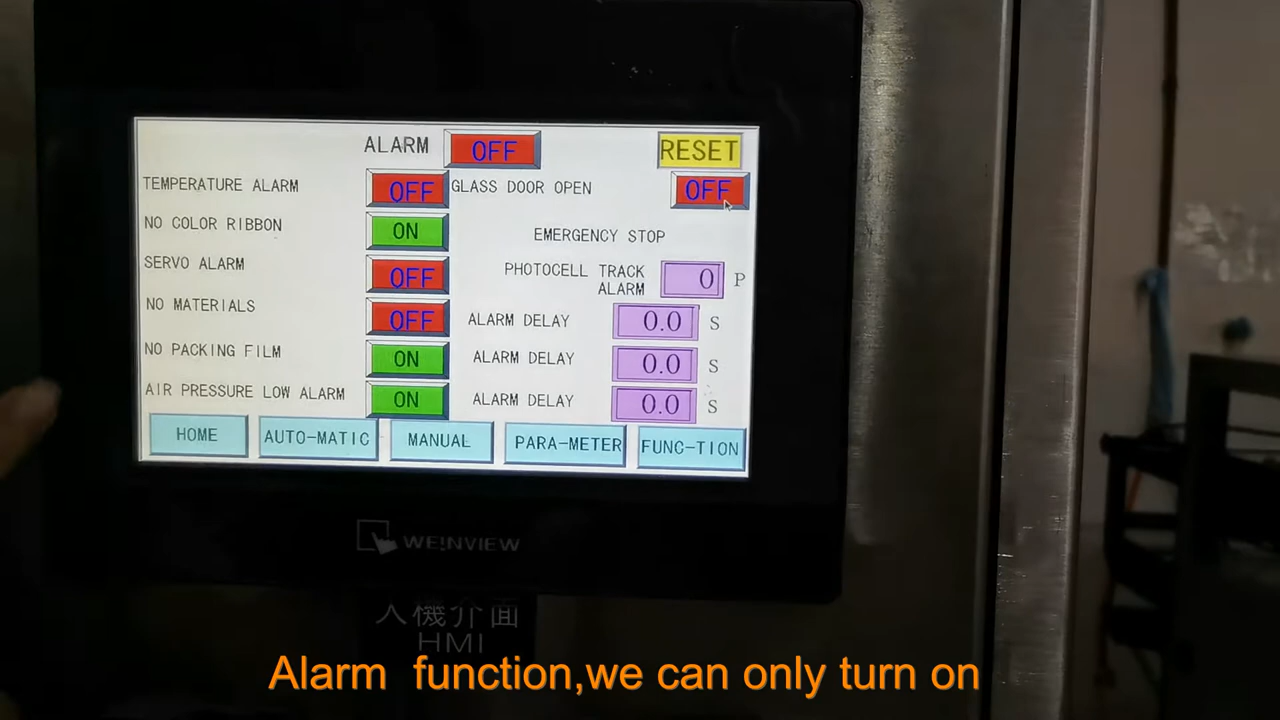 ALARM OFF RESET
TEMPERATURE ALARM OFF GLASS DOOR OPEN OFF
NO COLOR RIBBON ON EMERGENCY STOP
SERVO ALARM OFF PHOTOCELL TRACK ALARM 0 P
NO MATERIALS OFF ALARM DELAY 0.0 S
NO PACKING FILM ON ALARM DELAY 0.0 S
AIR PRESSURE LOW ALARM ON ALARM DELAY 0.0 S
HOME AUTO-MATIC MANUAL PARA-METER FUNC-TION
WE!NVIEW
人機介面
HMI
Alarm function,we can only turn on